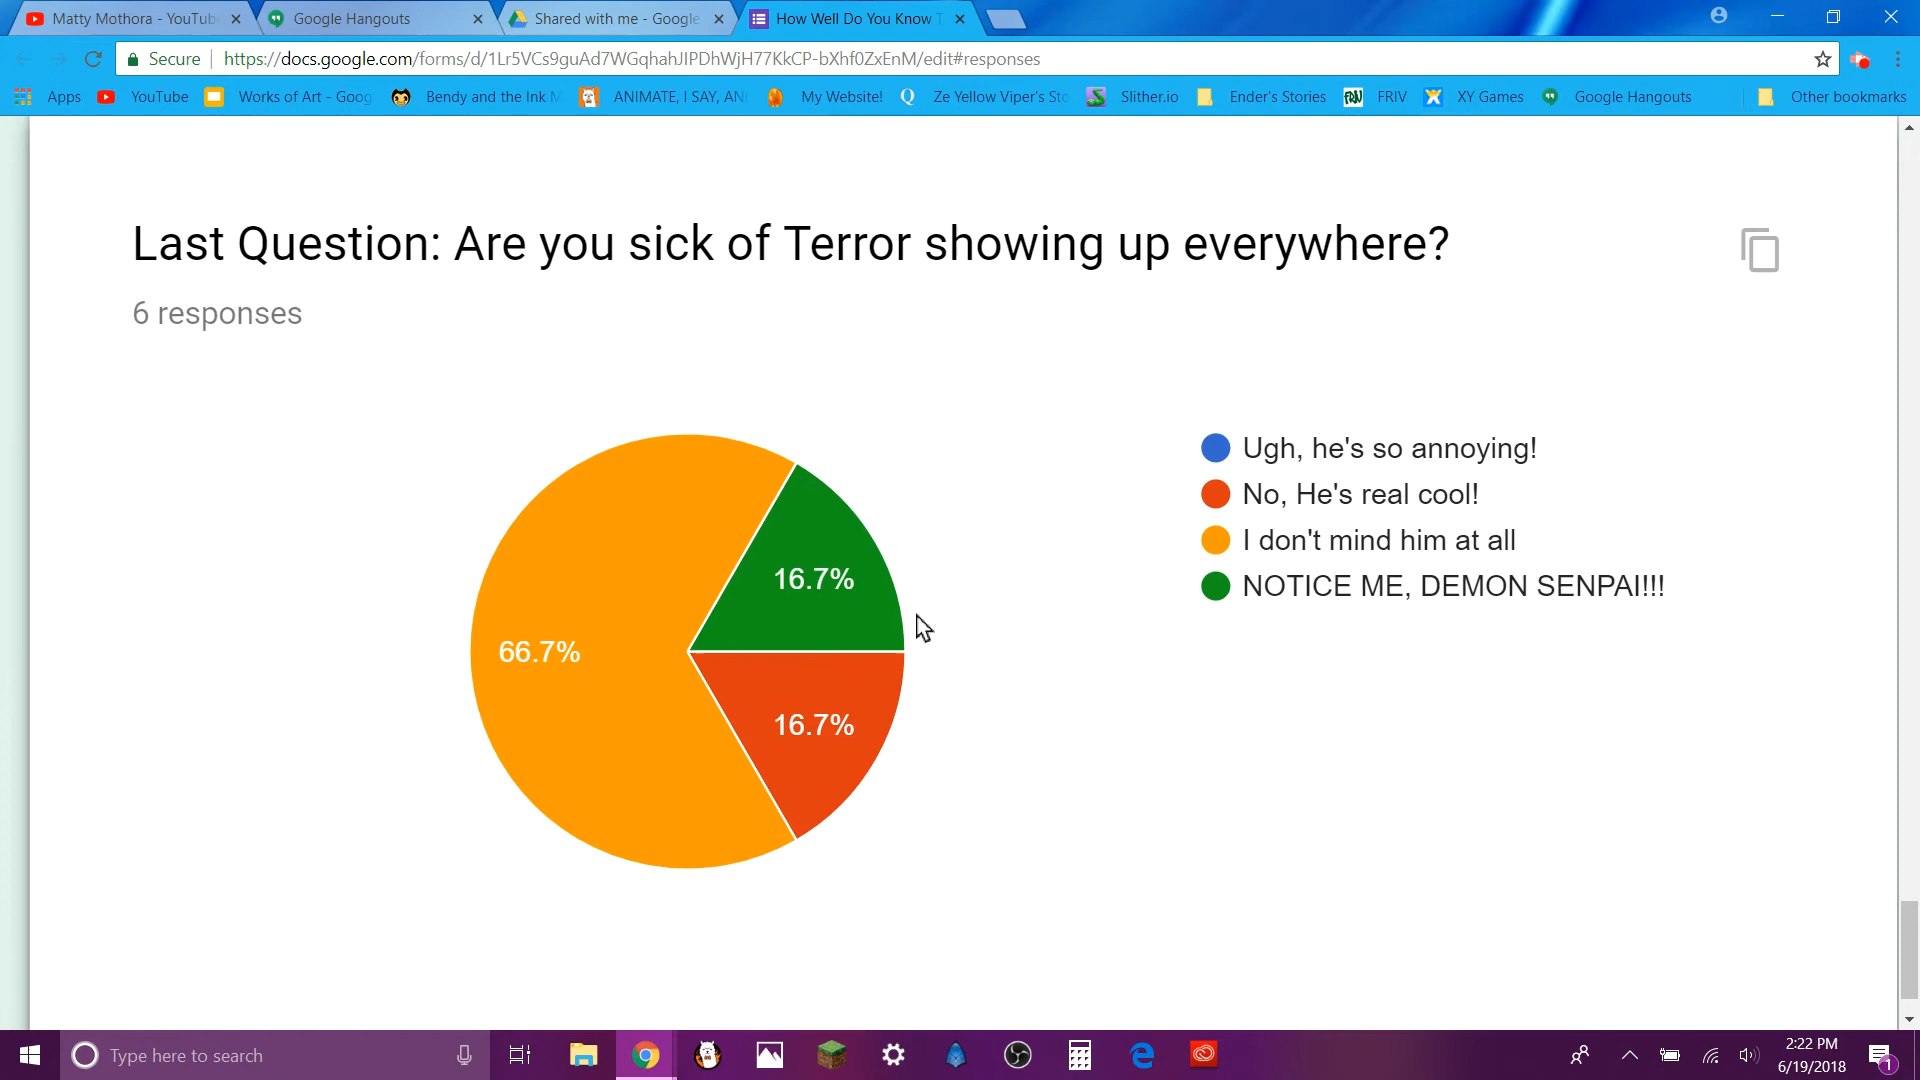 Matty Mothora - YouTub
Google Hangouts
Shared with me - Google
How Well Do You Know T
Secure
https://docs.google.com/forms/d/1Lr5VCs9guAd7WGqhahJIPDhWjH77KkCP-bXhf0ZxEnM/edit#responses
Apps
YouTube
Works of Art - Goog
Bendy and the Ink M
ANIMATE, I SAY, ANI
My Website!
Ze Yellow Viper's Sto
Slither.io
Ender's Stories
FRIV
XY Games
Google Hangouts
Other bookmarks
Last Question: Are you sick of Terror showing up everywhere?
6 responses
Ugh, he's so annoying!
No, He's real cool!
I don't mind him at all
NOTICE ME, DEMON SENPAI!!!
16.7%
66.7%
16.7%
Type here to search
2:22 PM
6/19/2018
1